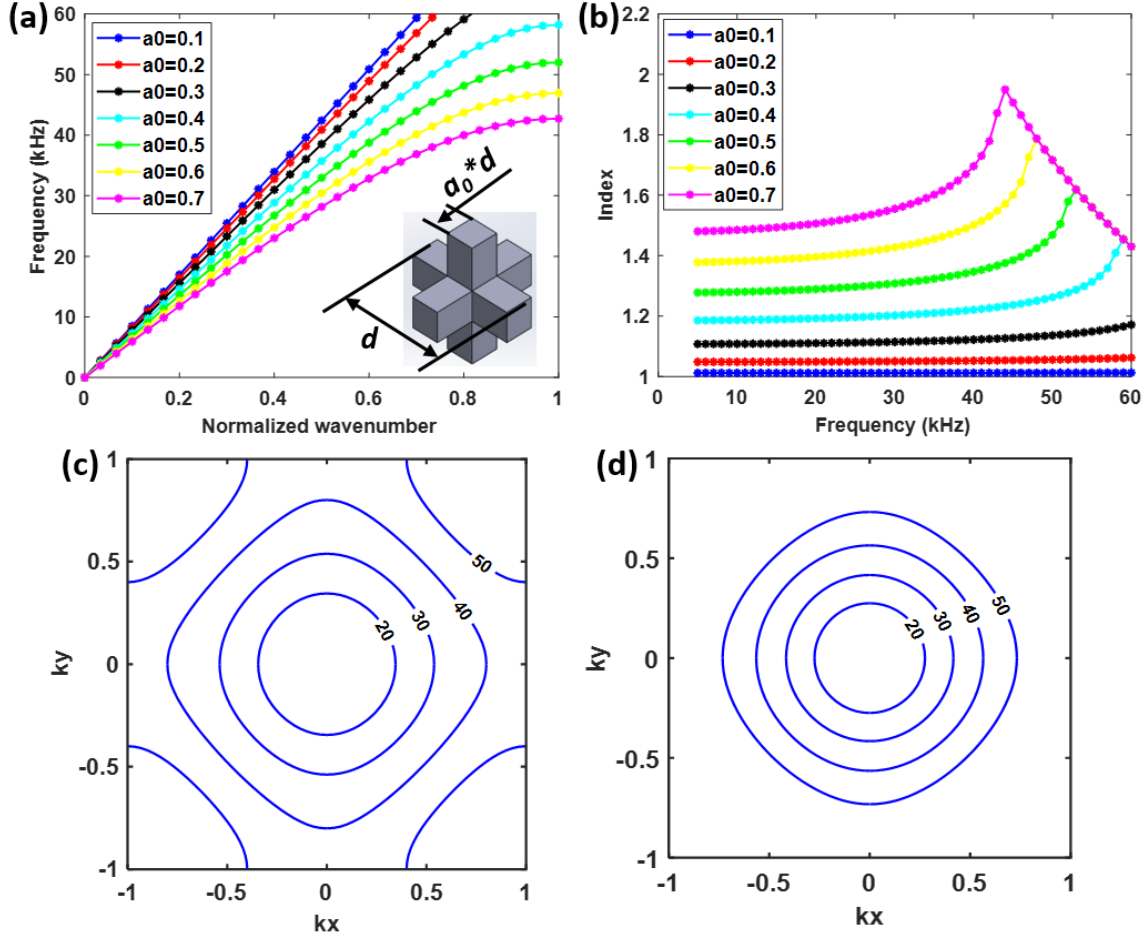 (a)
60
50
40
30
20
10
0
Frequency (kHz)
a0=0.1
a0=0.2
a0=0.3
a0=0.4
a0=0.5
a0=0.6
a0=0.7
a₀*d
d
0
0.2
0.4
0.6
0.8
1
Normalized wavenumber
(b)
2.2
2
1.8
1.6
1.4
1.2
1
Index
a0=0.1
a0=0.2
a0=0.3
a0=0.4
a0=0.5
a0=0.6
a0=0.7
0
10
20
30
40
50
60
Frequency (kHz)
(c)
1
0.5
0
-0.5
-1
ky
20
30
40
50
-1
-0.5
0
0.5
1
kx
(d)
1
0.5
0
-0.5
-1
ky
20
30
40
50
-1
-0.5
0
0.5
1
kx